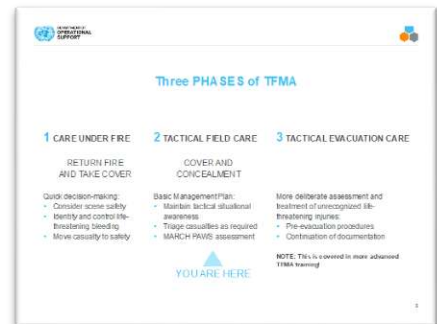 DEPARTMENT OF
OPERATIONAL
SUPPORT
Three PHASES of TFMA
1 CARE UNDER FIRE
RETURN FIRE
AND TAKE COVER
Quick decision-making:
• Consider scene safety
• Identify and control life-
threatening bleeding
• Move casualty to safety
2 TACTICAL FIELD CARE
COVER AND
CONCEALMENT
Basic Management Plan:
• Maintain tactical situational
awareness
• Triage casualties as required
• MARCH PAWS assessment
YOU ARE HERE
3 TACTICAL EVACUATION CARE
More deliberate assessment and
treatment of unrecognized life-
threatening injuries:
• Pre-evacuation procedures
• Continuation of documentation
NOTE: This is covered in more advanced
TFMA training!